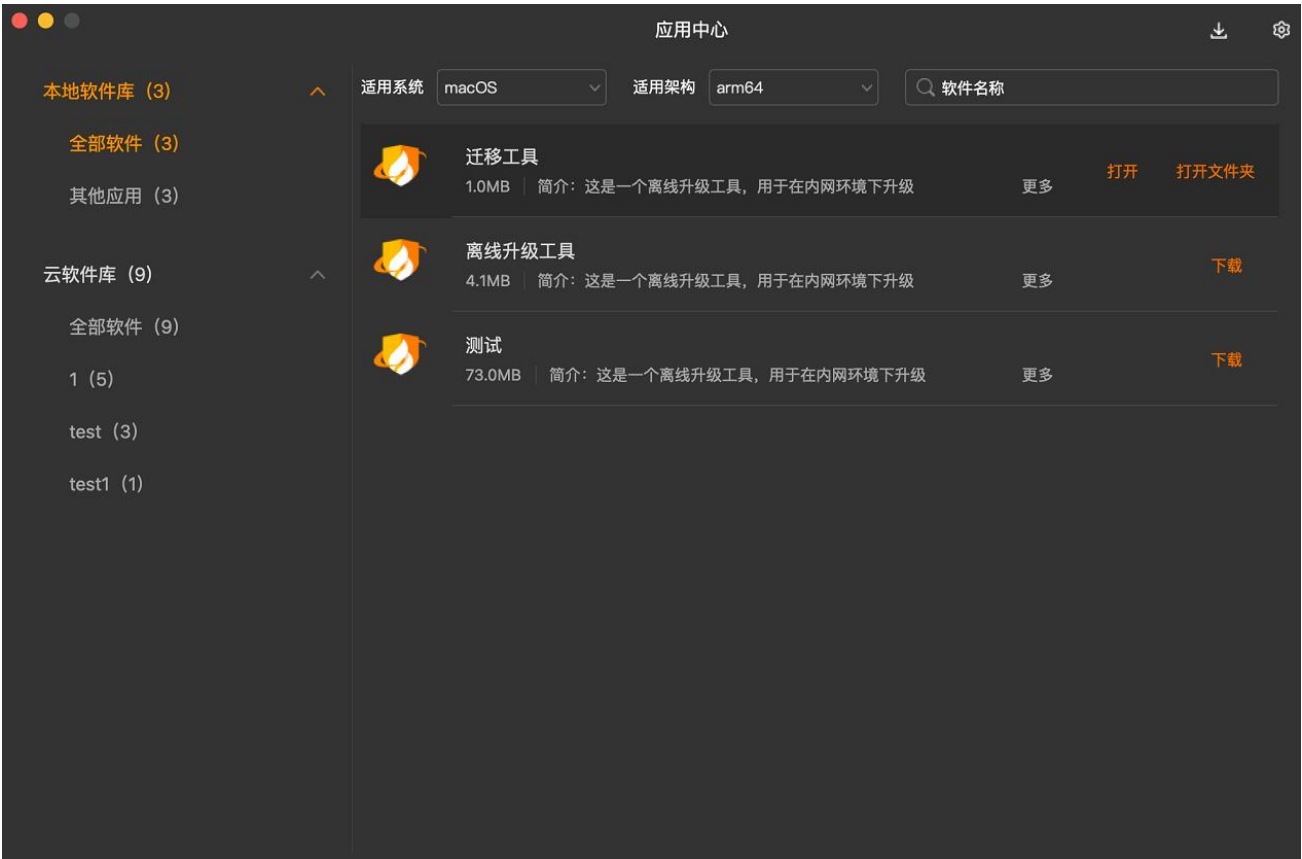 应用中心
本地软件库（3）
全部软件（3）
其他应用（3）
云软件库（9）
全部软件（9）
1（5）
test（3）
test1（1）
适用系统 macOS 适用架构 arm64 软件名称
迁移工具
1.0MB 简介：这是一个离线升级工具，用于在内网环境下升级 更多 打开 打开文件夹
离线升级工具
4.1MB 简介：这是一个离线升级工具，用于在内网环境下升级 更多 下载
测试
73.0MB 简介：这是一个离线升级工具，用于在内网环境下升级 更多 下载